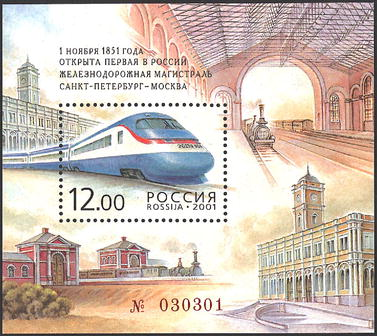 1 НОЯБРЯ 1851 ГОДА
ОТКРЫТА ПЕРВАЯ В РОССИИ
ЖЕЛЕЗНОДОРОЖНАЯ МАГИСТРАЛЬ
САНКТ-ПЕТЕРБУРГ-МОСКВА
12.00
РОССИЯ
ROSSIJA • 2001
№ 030301